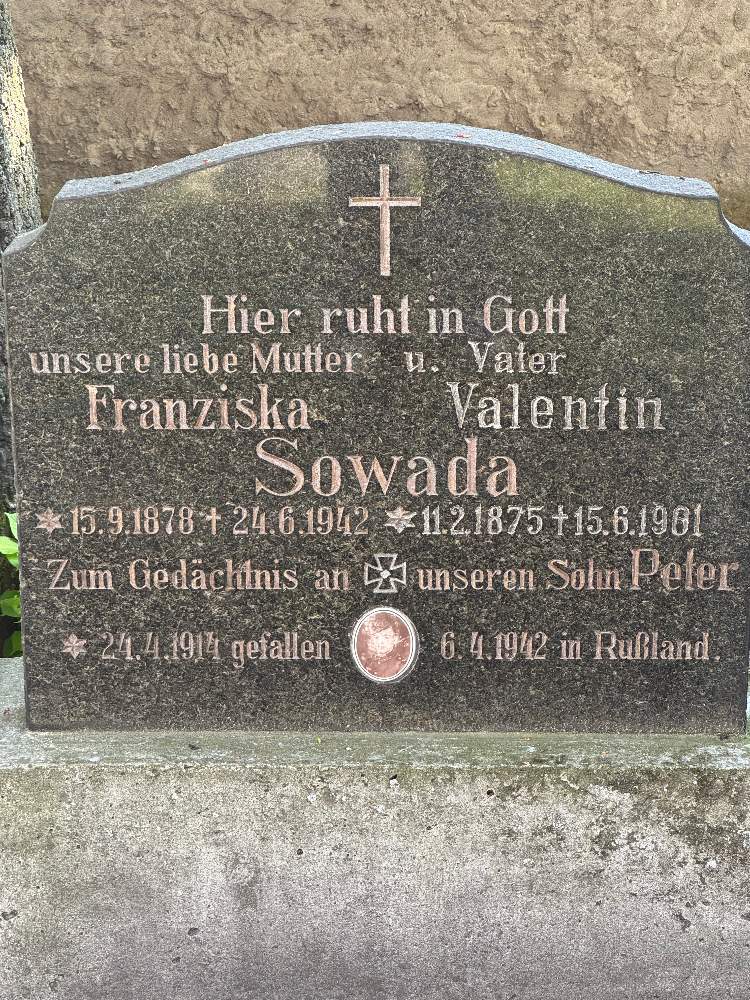 Hier ruht in Gott
unsere liebe Mutter u. Vater
Franziska Valentin
Sowada
* 15.9.1878 † 24.6.1942 * 11.2.1875 † 15.6.1961
Zum Gedächtnis an unseren Sohn Peter
* 24.4.1914 gefallen 6.4.1942 in Rußland.